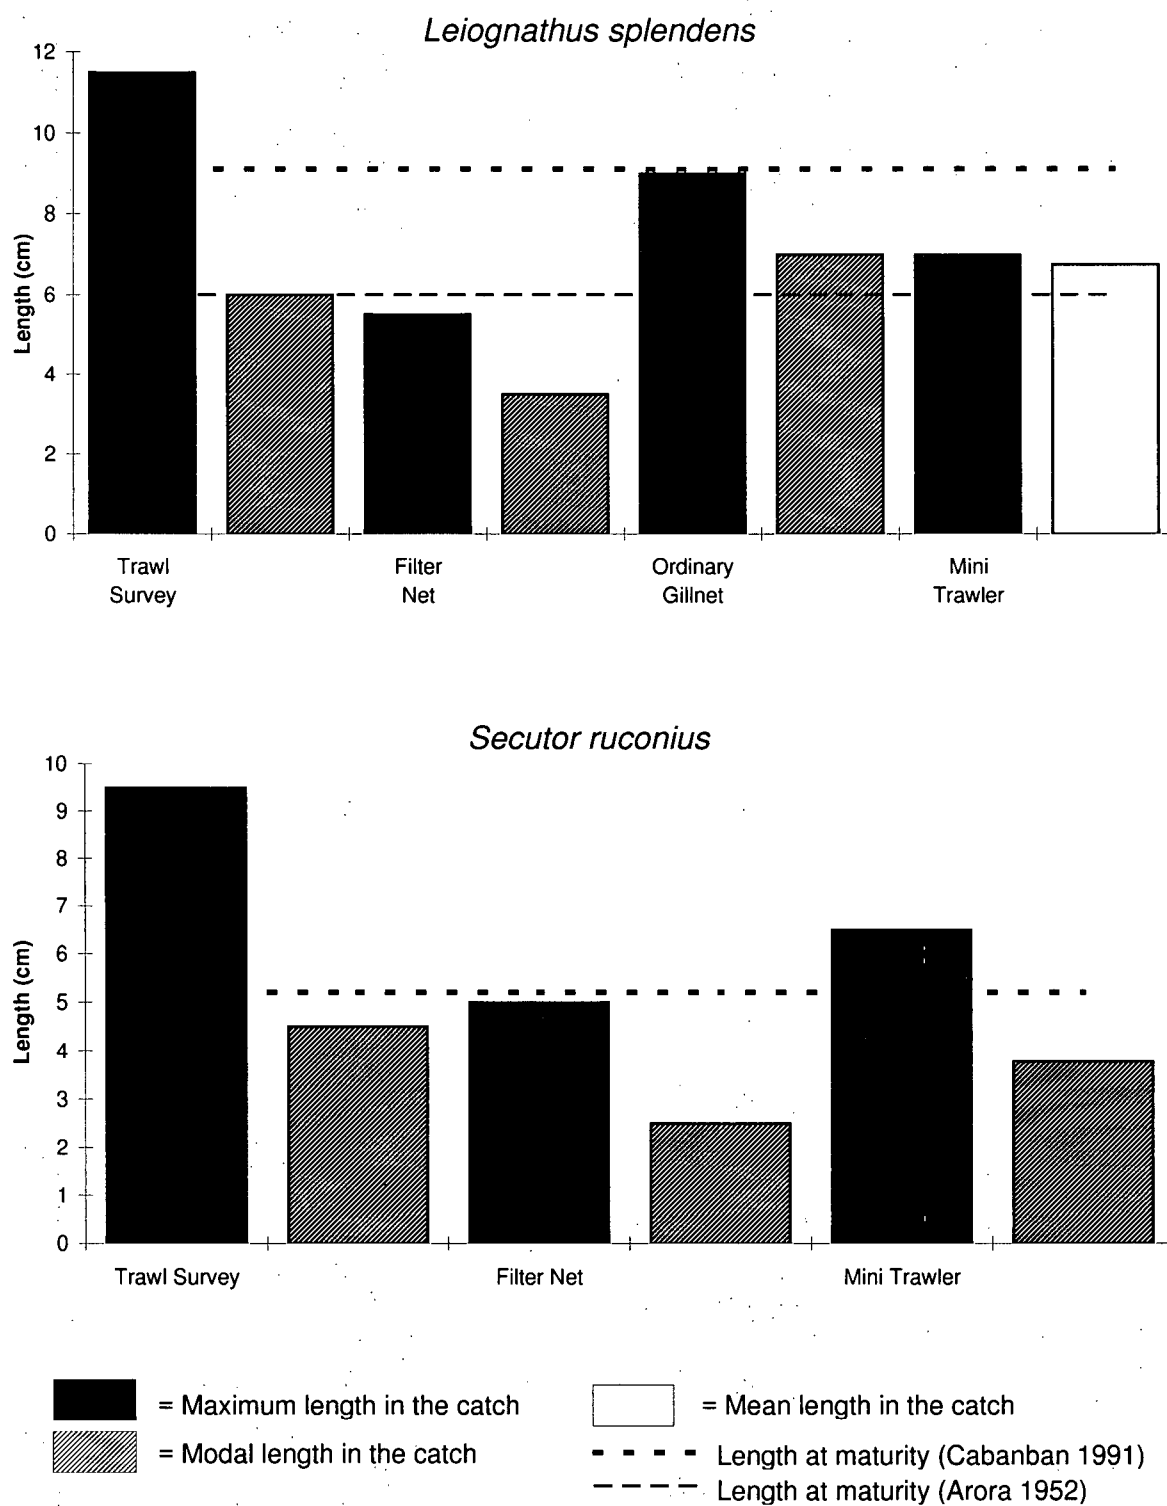 Leiognathus splendens
12
10
8
6
4
2
0
Length (cm)
Trawl
Survey
Filter
Net
Ordinary
Gillnet
Mini
Trawler
Secutor ruconius
10
9
8
7
6
5
4
3
2
1
0
Length (cm)
Trawl Survey
Filter Net
Mini Trawler
= Maximum length in the catch
= Modal length in the catch
= Mean length in the catch
Length at maturity (Cabanban 1991)
Length at maturity (Arora 1952)